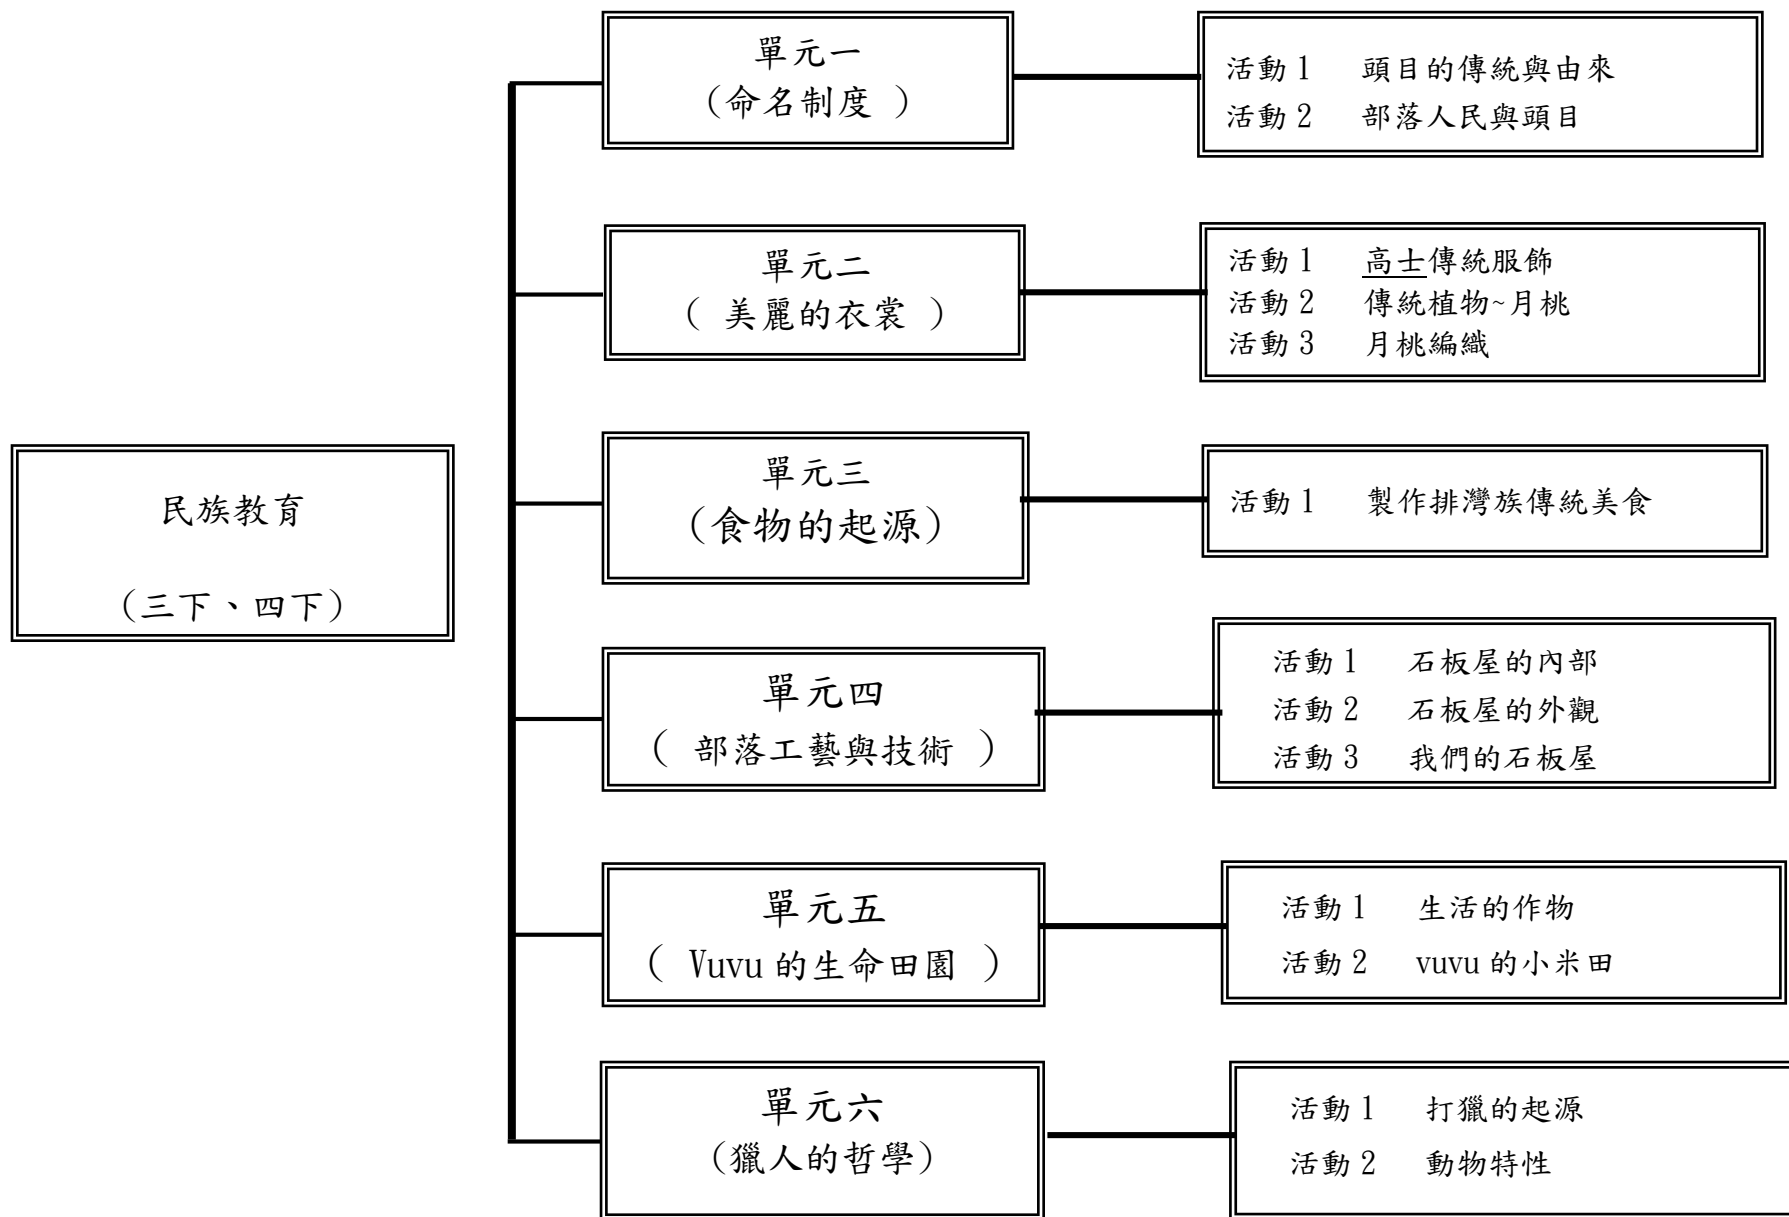 民族教育
(三下、四下)
單元一
(命名制度 )
活動 1 頭目的傳統與由來
活動 2 部落人民與頭目
單元二
( 美麗的衣裳 )
活動 1 高士傳統服飾
活動 2 傳統植物~月桃
活動 3 月桃編織
單元三
(食物的起源)
活動 1 製作排灣族傳統美食
單元四
( 部落工藝與技術 )
活動 1 石板屋的內部
活動 2 石板屋的外觀
活動 3 我們的石板屋
單元五
( Vuvu 的生命田園 )
活動 1 生活的作物
活動 2 vuvu 的小米田
單元六
(獵人的哲學)
活動 1 打獵的起源
活動 2 動物特性